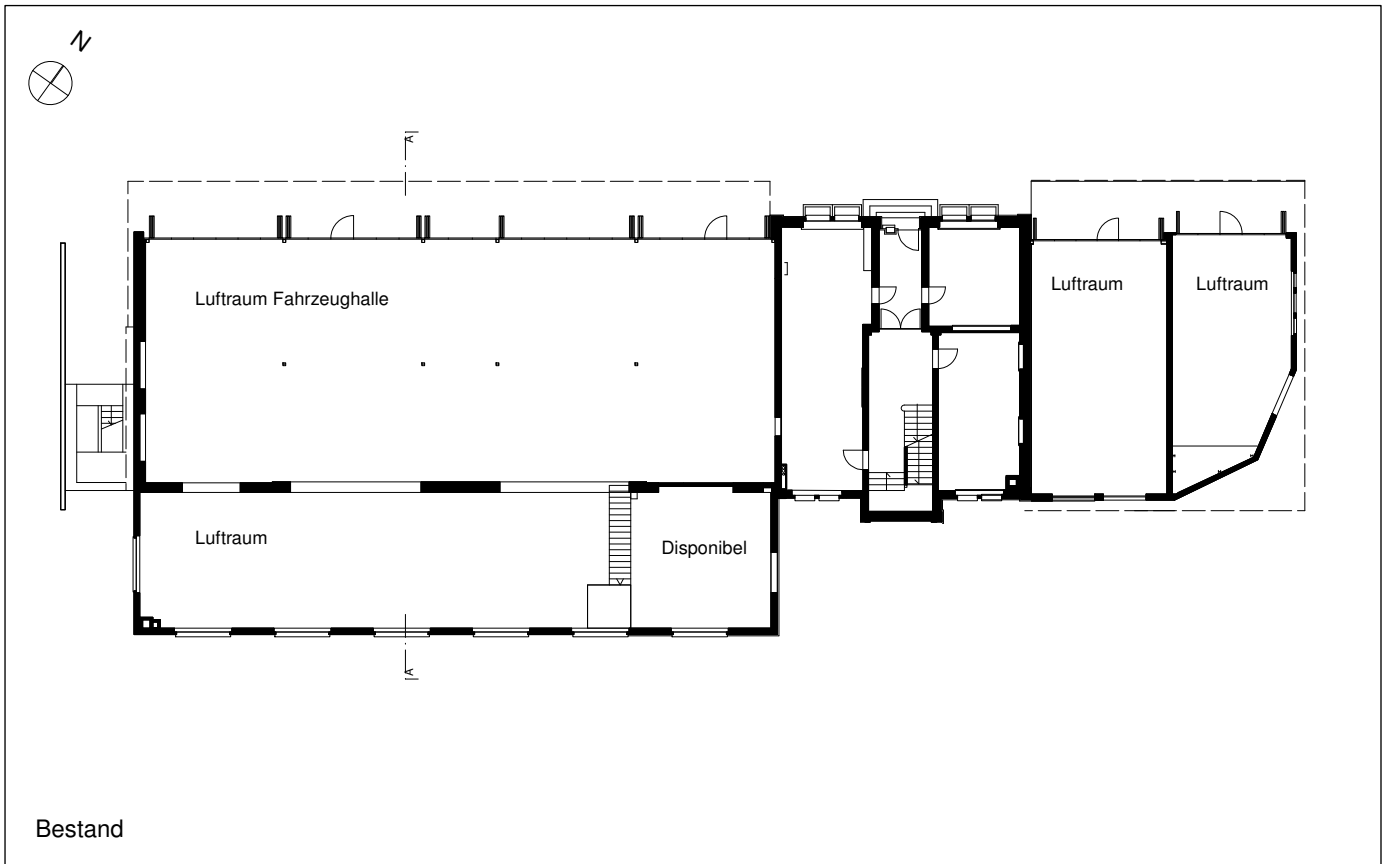 N
A
Luftraum Fahrzeughalle
Luftraum
Luftraum
Luftraum
Disponibel
A
Bestand